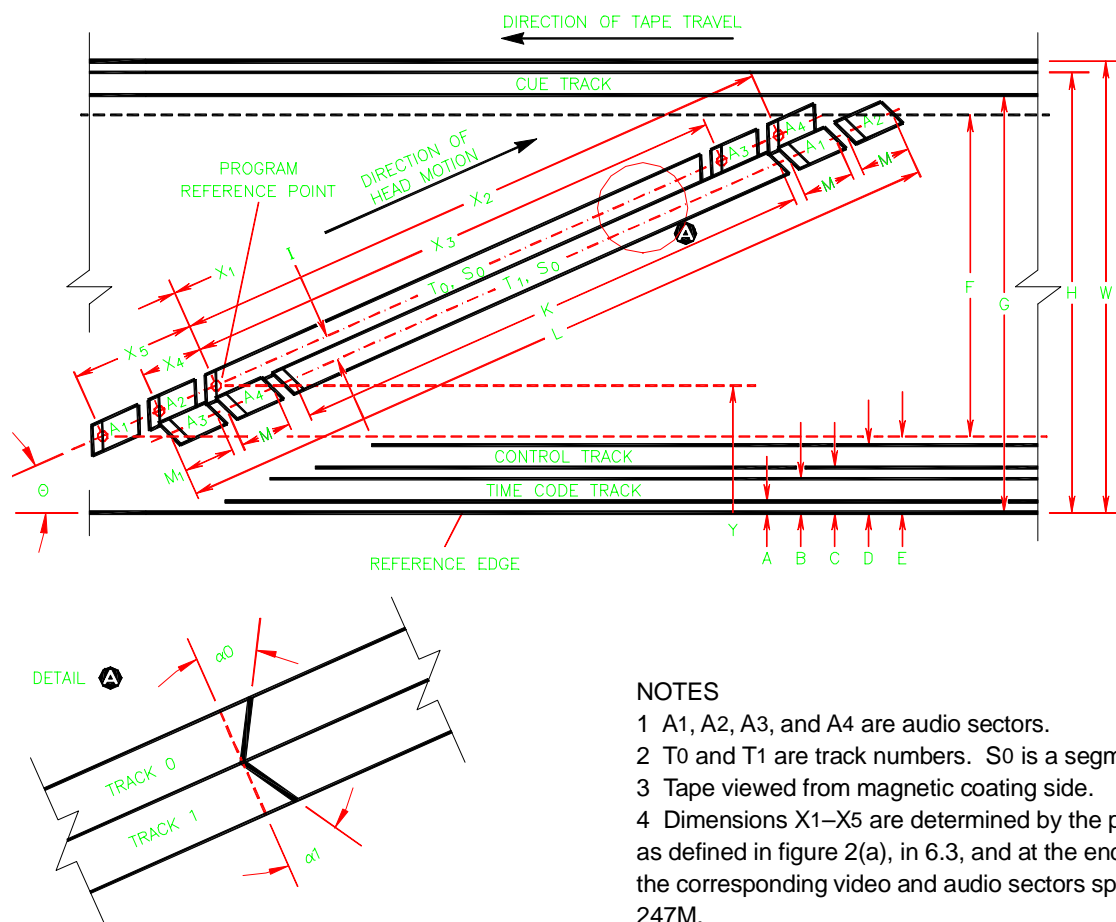 DIRECTION OF TAPE TRAVEL
CUE TRACK
A4
A2
A3
A1
DIRECTION OF
HEAD MOTION
PROGRAM
REFERENCE POINT
X2
X3
M
M
A
I
X1
T0, S0
T1, S0
F
G
H
W
K
L
X5
X4
A2
A4
A1
A3
M
M1
CONTROL TRACK
TIME CODE TRACK
Θ
Y
A
B
C
D
E
REFERENCE EDGE
DETAIL A
α0
TRACK 0
TRACK 1
α1
NOTES
1 A1, A2, A3, and A4 are audio sectors.
2 T0 and T1 are track numbers. S0 is a segm
3 Tape viewed from magnetic coating side.
4 Dimensions X1–X5 are determined by the p
as defined in figure 2(a), in 6.3, and at the end
the corresponding video and audio sectors sp
247M.